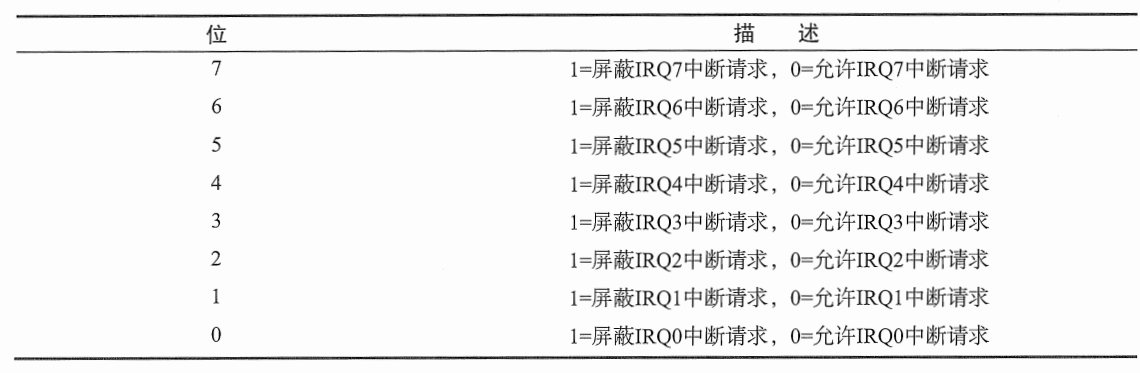 位 描 述
7 1=屏蔽IRQ7中断请求，0=允许IRQ7中断请求
6 1=屏蔽IRQ6中断请求，0=允许IRQ6中断请求
5 1=屏蔽IRQ5中断请求，0=允许IRQ5中断请求
4 1=屏蔽IRQ4中断请求，0=允许IRQ4中断请求
3 1=屏蔽IRQ3中断请求，0=允许IRQ3中断请求
2 1=屏蔽IRQ2中断请求，0=允许IRQ2中断请求
1 1=屏蔽IRQ1中断请求，0=允许IRQ1中断请求
0 1=屏蔽IRQ0中断请求，0=允许IRQ0中断请求